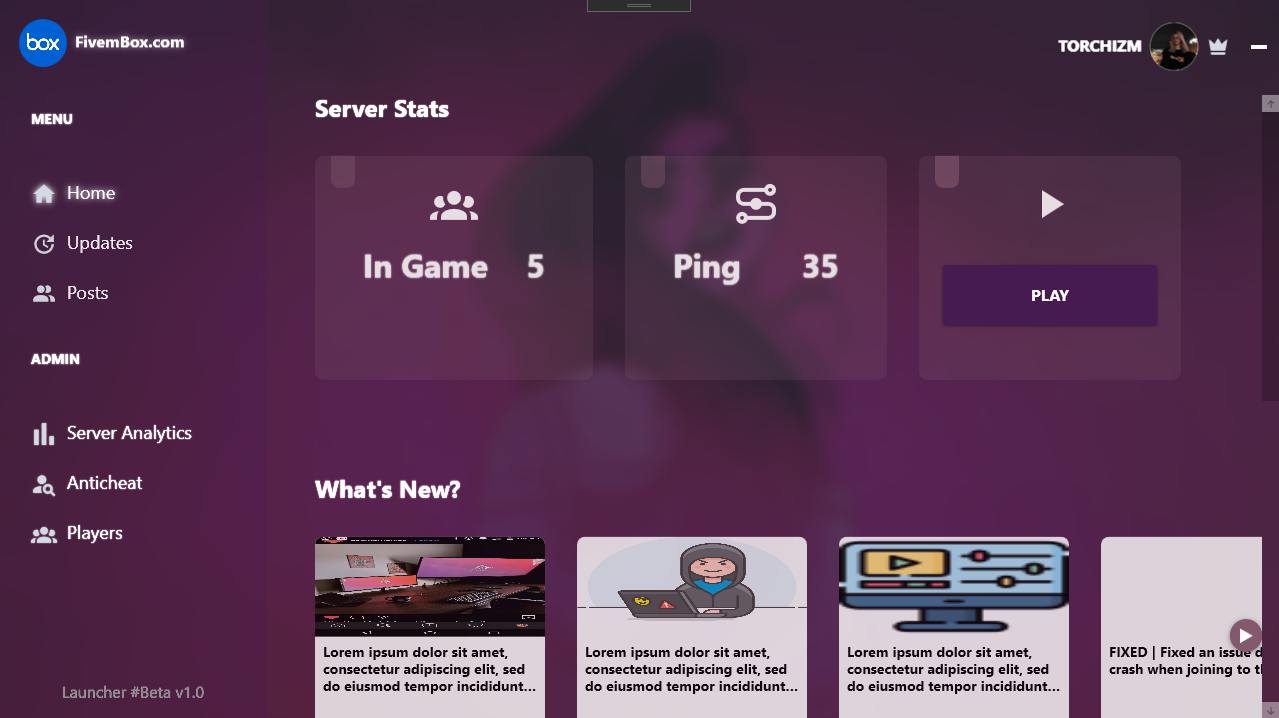 box FivemBox.com
TORCHIZM
MENU
Home
Updates
Posts
ADMIN
Server Analytics
Anticheat
Players
Launcher #Beta v1.0
Server Stats
In Game 5
Ping 35
PLAY
What's New?
Lorem ipsum dolor sit amet,
consectetur adipiscing elit, sed
do eiusmod tempor incididunt...
Lorem ipsum dolor sit amet,
consectetur adipiscing elit, sed
do eiusmod tempor incididunt...
Lorem ipsum dolor sit amet,
consectetur adipiscing elit, sed
do eiusmod tempor incididunt...
FIXED | Fixed an issue
crash when joining to